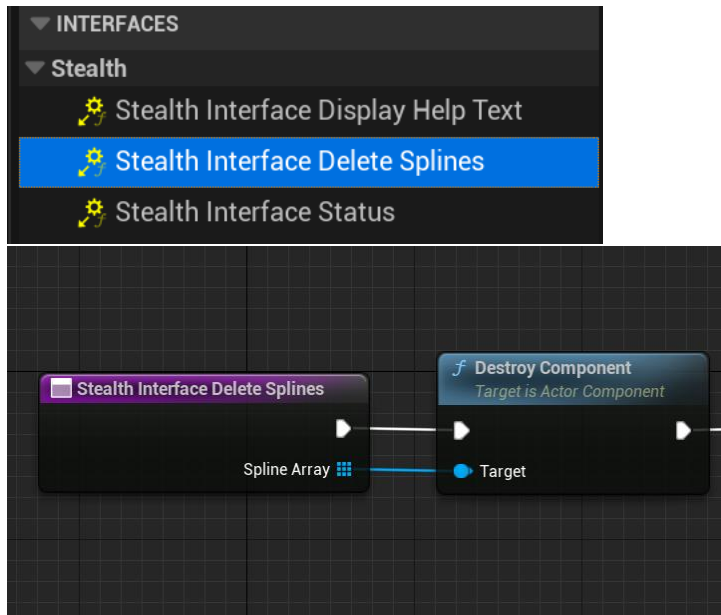 INTERFACES
Stealth
Stealth Interface Display Help Text
Stealth Interface Delete Splines
Stealth Interface Status
Stealth Interface Delete Splines
Spline Array
f Destroy Component
Target is Actor Component
Target